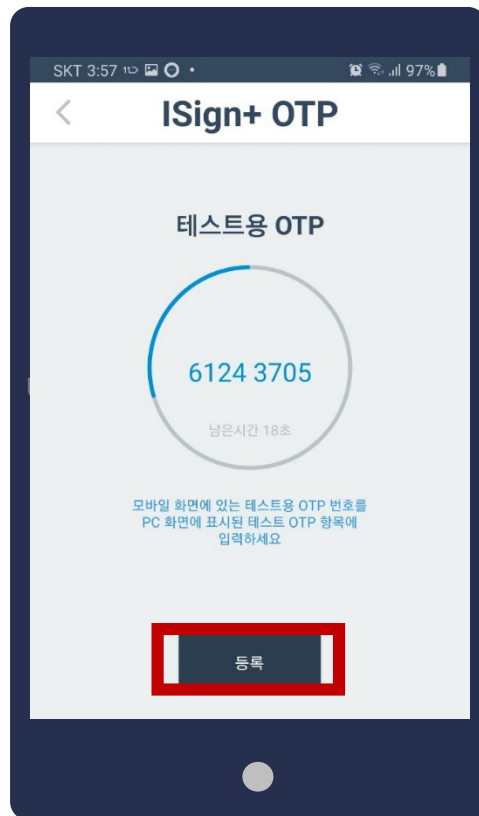 SKT 3:57
97%
ISign+ OTP
테스트용 OTP
6124 3705
남은시간 18초
모바일 화면에 있는 테스트용 OTP 번호를
PC 화면에 표시된 테스트 OTP 항목에
입력하세요
등록